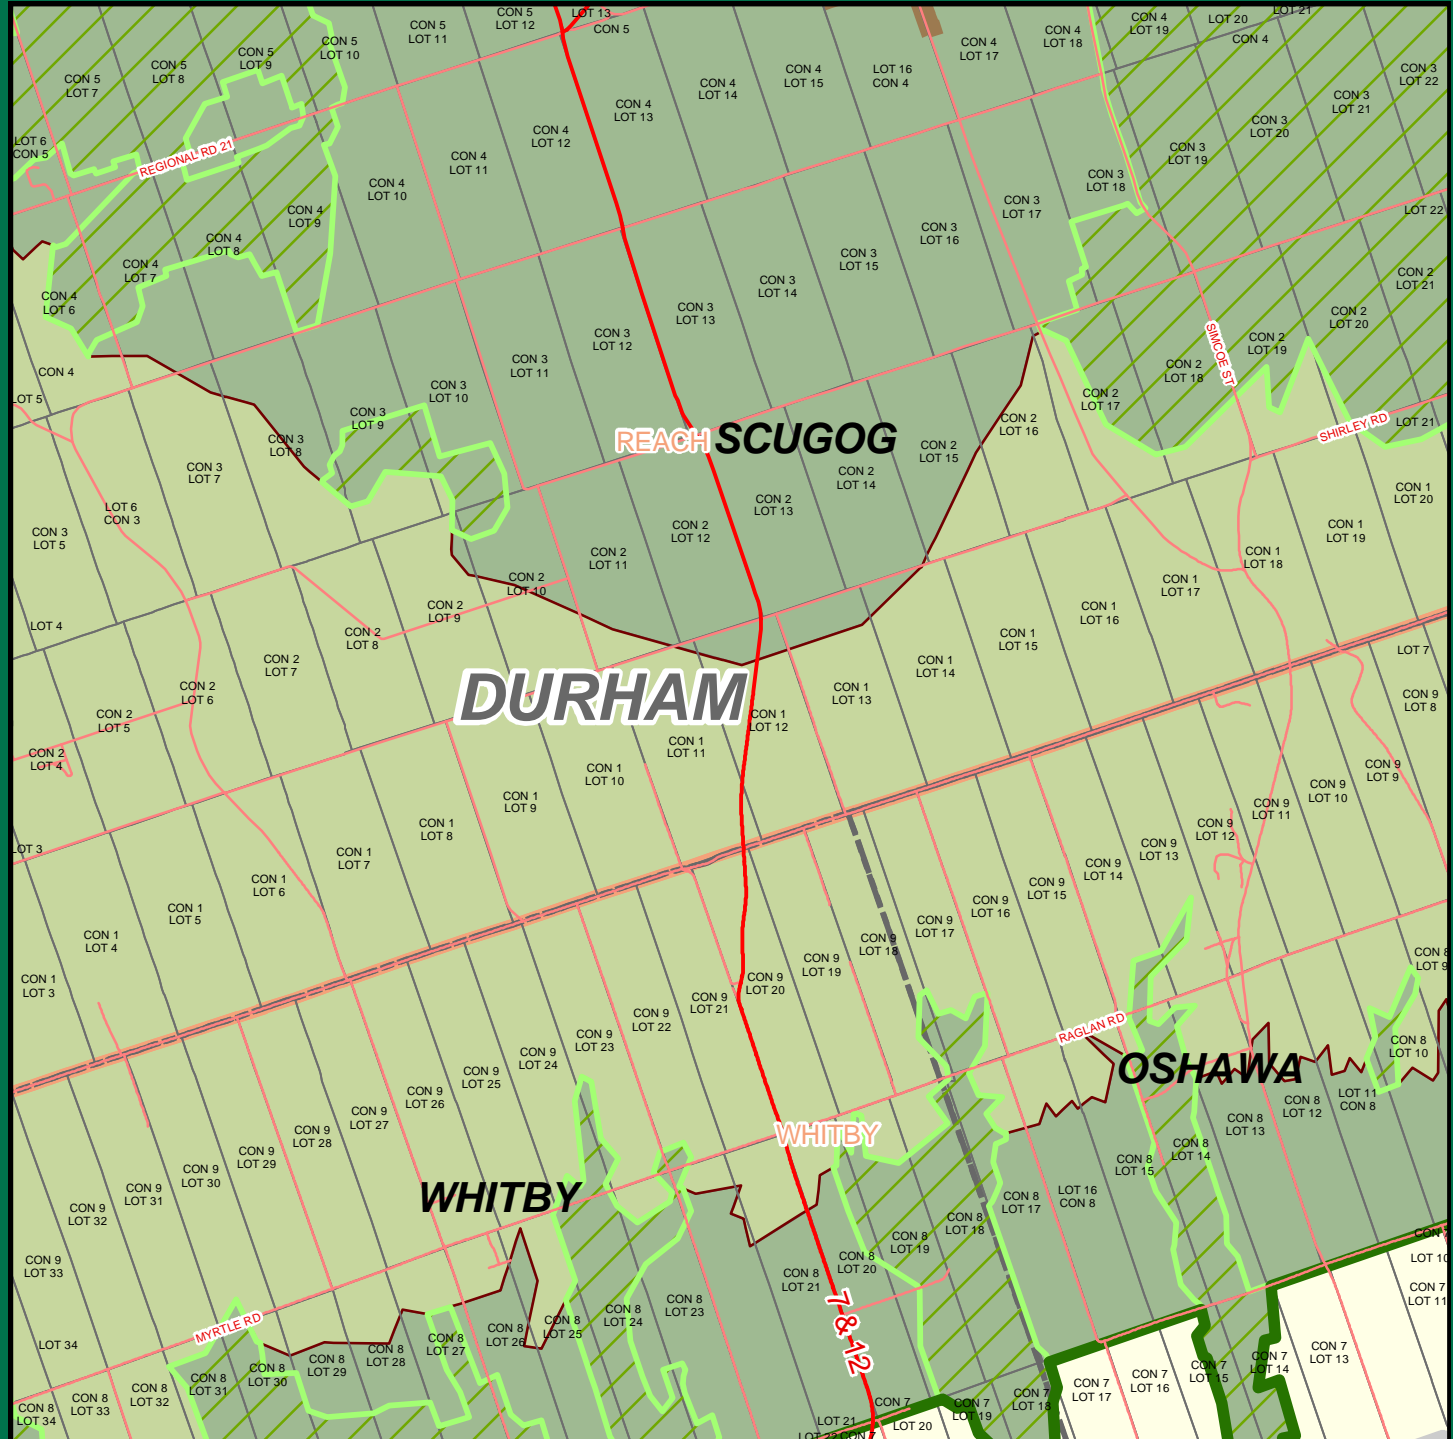 CON 5
LOT 11
CON 5
LOT 12
LOT 13
CON 5
CON 4
LOT 17
CON 4
LOT 18
CON 4
LOT 19
LOT 20
CON 4
LOT 21
CON 5
LOT 7
CON 5
LOT 8
CON 5
LOT 9
CON 5
LOT 10
CON 4
LOT 13
CON 4
LOT 14
CON 4
LOT 15
LOT 16
CON 4
CON 3
LOT 19
CON 3
LOT 20
CON 3
LOT 21
CON 3
LOT 22
LOT 6
CON 5
REGIONAL RD 21
CON 4
LOT 10
CON 4
LOT 11
CON 4
LOT 12
CON 3
LOT 18
CON 4
LOT 6
CON 4
LOT 7
CON 4
LOT 8
CON 4
LOT 9
CON 3
LOT 13
CON 3
LOT 14
CON 3
LOT 15
CON 3
LOT 16
CON 3
LOT 17
LOT 22
CON 2
LOT 21
CON 2
LOT 20
CON 2
LOT 19
CON 2
LOT 18
CON 2
LOT 17
SIMCOE ST
SHIRLEY RD
LOT 21
CON 4
LOT 5
CON 3
LOT 8
CON 3
LOT 9
CON 3
LOT 10
CON 3
LOT 11
CON 3
LOT 12
REACH
SCUGOG
CON 2
LOT 16
CON 2
LOT 15
CON 2
LOT 14
CON 2
LOT 13
CON 2
LOT 12
CON 2
LOT 11
CON 2
LOT 10
CON 3
LOT 7
LOT 6
CON 3
CON 3
LOT 5
CON 1
LOT 20
CON 1
LOT 19
CON 1
LOT 18
CON 1
LOT 17
CON 1
LOT 16
CON 1
LOT 15
CON 1
LOT 14
CON 1
LOT 13
CON 1
LOT 12
CON 1
LOT 11
CON 1
LOT 10
CON 1
LOT 9
CON 1
LOT 8
CON 1
LOT 7
CON 1
LOT 6
CON 1
LOT 5
CON 1
LOT 4
CON 1
LOT 3
LOT 4
CON 2
LOT 9
CON 2
LOT 8
CON 2
LOT 7
CON 2
LOT 6
CON 2
LOT 5
CON 2
LOT 4
LOT 3
DURHAM
LOT 7
CON 9
LOT 8
CON 9
LOT 9
CON 9
LOT 10
CON 9
LOT 11
CON 9
LOT 12
CON 9
LOT 13
CON 9
LOT 14
CON 9
LOT 15
CON 9
LOT 16
CON 9
LOT 17
CON 9
LOT 18
CON 9
LOT 19
CON 9
LOT 20
CON 9
LOT 21
CON 9
LOT 22
CON 9
LOT 23
CON 9
LOT 24
CON 9
LOT 25
CON 9
LOT 26
CON 9
LOT 27
CON 9
LOT 28
CON 9
LOT 29
CON 9
LOT 30
CON 9
LOT 31
CON 9
LOT 32
CON 9
LOT 33
LOT 34
RAGLAN RD
OSHAWA
WHITBY
WHITBY
CON 8
LOT 9
CON 8
LOT 10
LOT 11
CON 8
CON 8
LOT 12
CON 8
LOT 13
CON 8
LOT 14
CON 8
LOT 15
LOT 16
CON 8
CON 8
LOT 17
CON 8
LOT 18
CON 8
LOT 19
CON 8
LOT 20
CON 8
LOT 21
CON 8
LOT 23
CON 8
LOT 24
CON 8
LOT 25
CON 8
LOT 26
CON 8
LOT 27
CON 8
LOT 28
CON 8
LOT 29
CON 8
LOT 30
CON 8
LOT 31
CON 8
LOT 32
CON 8
LOT 33
CON 8
LOT 34
MYRTLE RD
7 & 12
CON 7
LOT 10
CON 7
LOT 11
CON 7
LOT 13
CON 7
LOT 14
CON 7
LOT 15
CON 7
LOT 16
CON 7
LOT 17
CON 7
LOT 18
CON 7
LOT 19
CON 7
LOT 20
LOT 21
LOT 22
CON 7